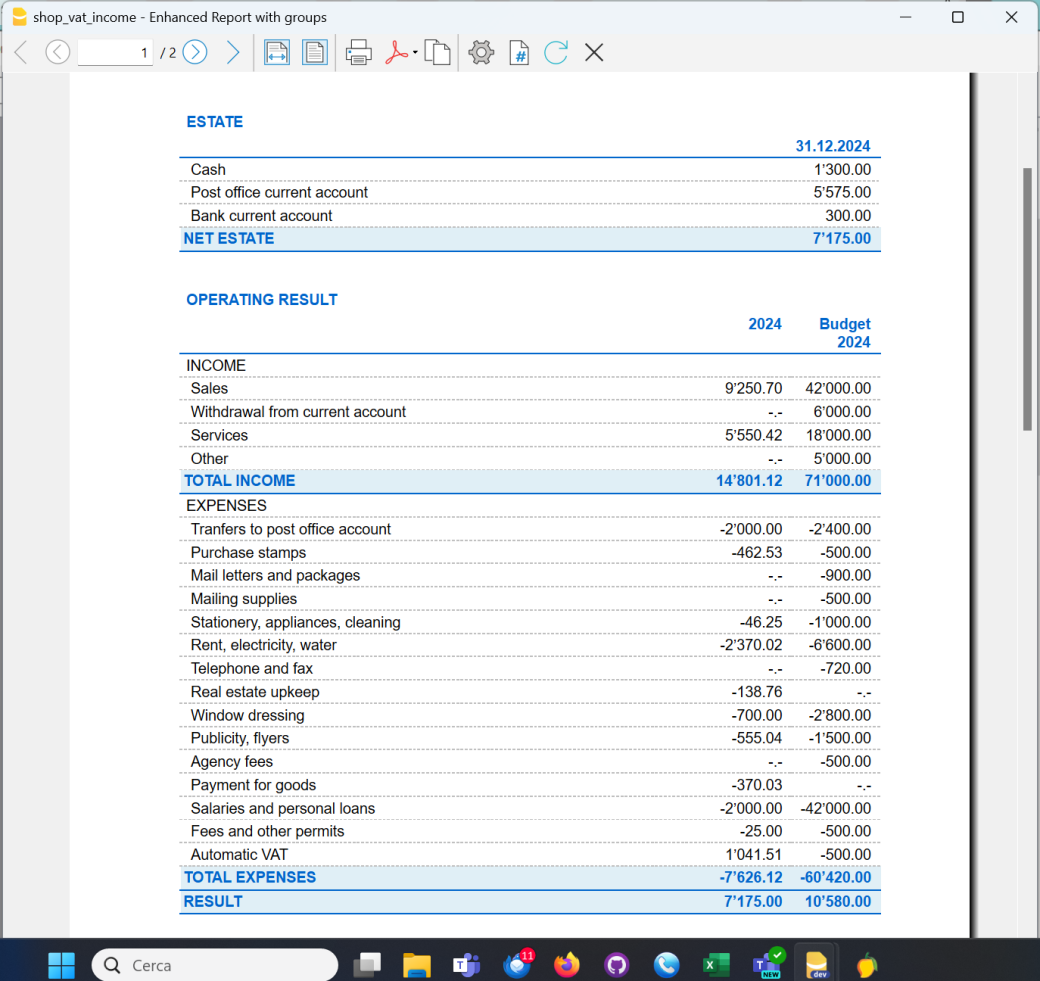 shop_vat_income - Enhanced Report with groups
1 / 2
#
ESTATE
31.12.2024
Cash 1'300.00
Post office current account 5'575.00
Bank current account 300.00
NET ESTATE 7'175.00
OPERATING RESULT
2024 Budget
2024
INCOME
Sales 9'250.70 42'000.00
Withdrawal from current account -.- 6'000.00
Services 5'550.42 18'000.00
Other -.- 5'000.00
TOTAL INCOME 14'801.12 71'000.00
EXPENSES
Tranfers to post office account -2'000.00 -2'400.00
Purchase stamps -462.53 -500.00
Mail letters and packages -.- -900.00
Mailing supplies -.- -500.00
Stationery, appliances, cleaning -46.25 -1'000.00
Rent, electricity, water -2'370.02 -6'600.00
Telephone and fax -.- -720.00
Real estate upkeep -138.76 -.-
Window dressing -700.00 -2'800.00
Publicity, flyers -555.04 -1'500.00
Agency fees -.- -500.00
Payment for goods -370.03 -.-
Salaries and personal loans -2'000.00 -42'000.00
Fees and other permits -25.00 -500.00
Automatic VAT 1'041.51 -500.00
TOTAL EXPENSES -7'626.12 -60'420.00
RESULT 7'175.00 10'580.00
Cerca T 11 X T NEW dev